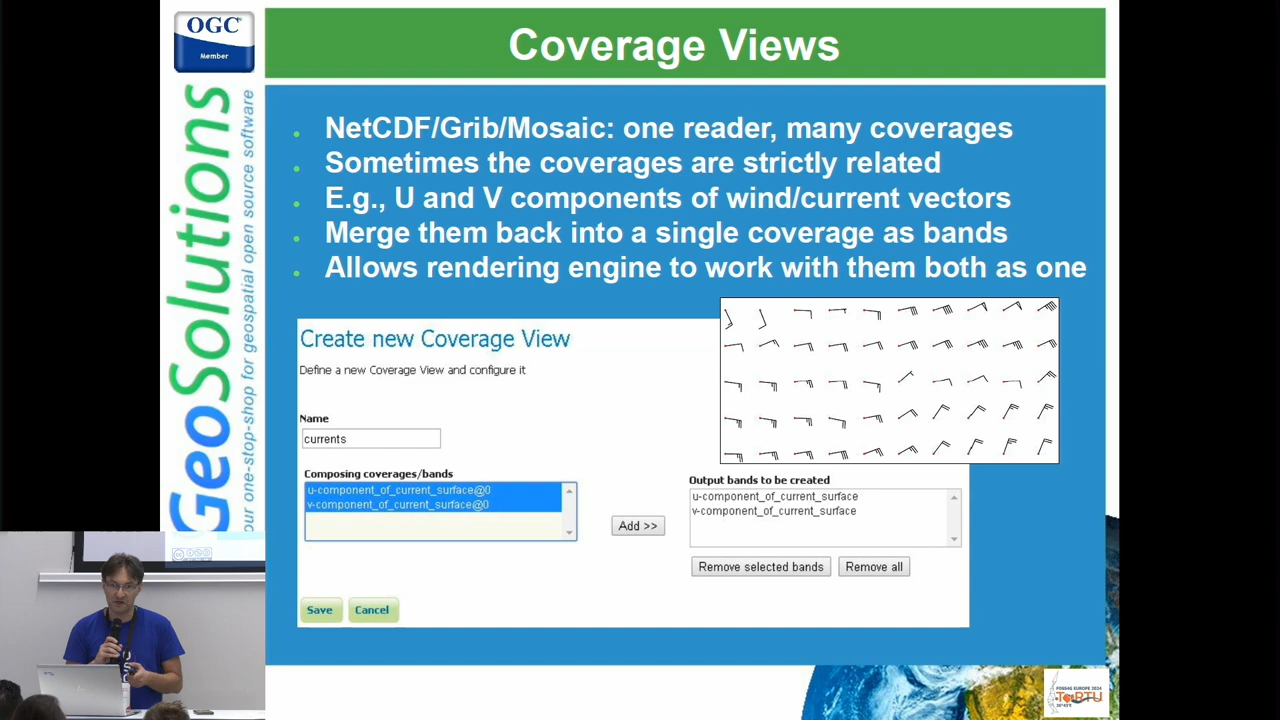 OGC®
Member
GeoSolutions
your one-stop-shop for geospatial open source software
Coverage Views
NetCDF/Grib/Mosaic: one reader, many coverages
Sometimes the coverages are strictly related
E.g., U and V components of wind/current vectors
Merge them back into a single coverage as bands
Allows rendering engine to work with them both as one
Create new Coverage View
Define a new Coverage View and configure it
Name
currents
Composing coverages/bands
u-component_of_current_surface@0
v-component_of_current_surface@0
Add >>
Output bands to be created
u-component_of_current_surface
v-component_of_current_surface
Remove selected bands
Remove all
Save
Cancel
FOSS4G EUROPE 2024
TARTU